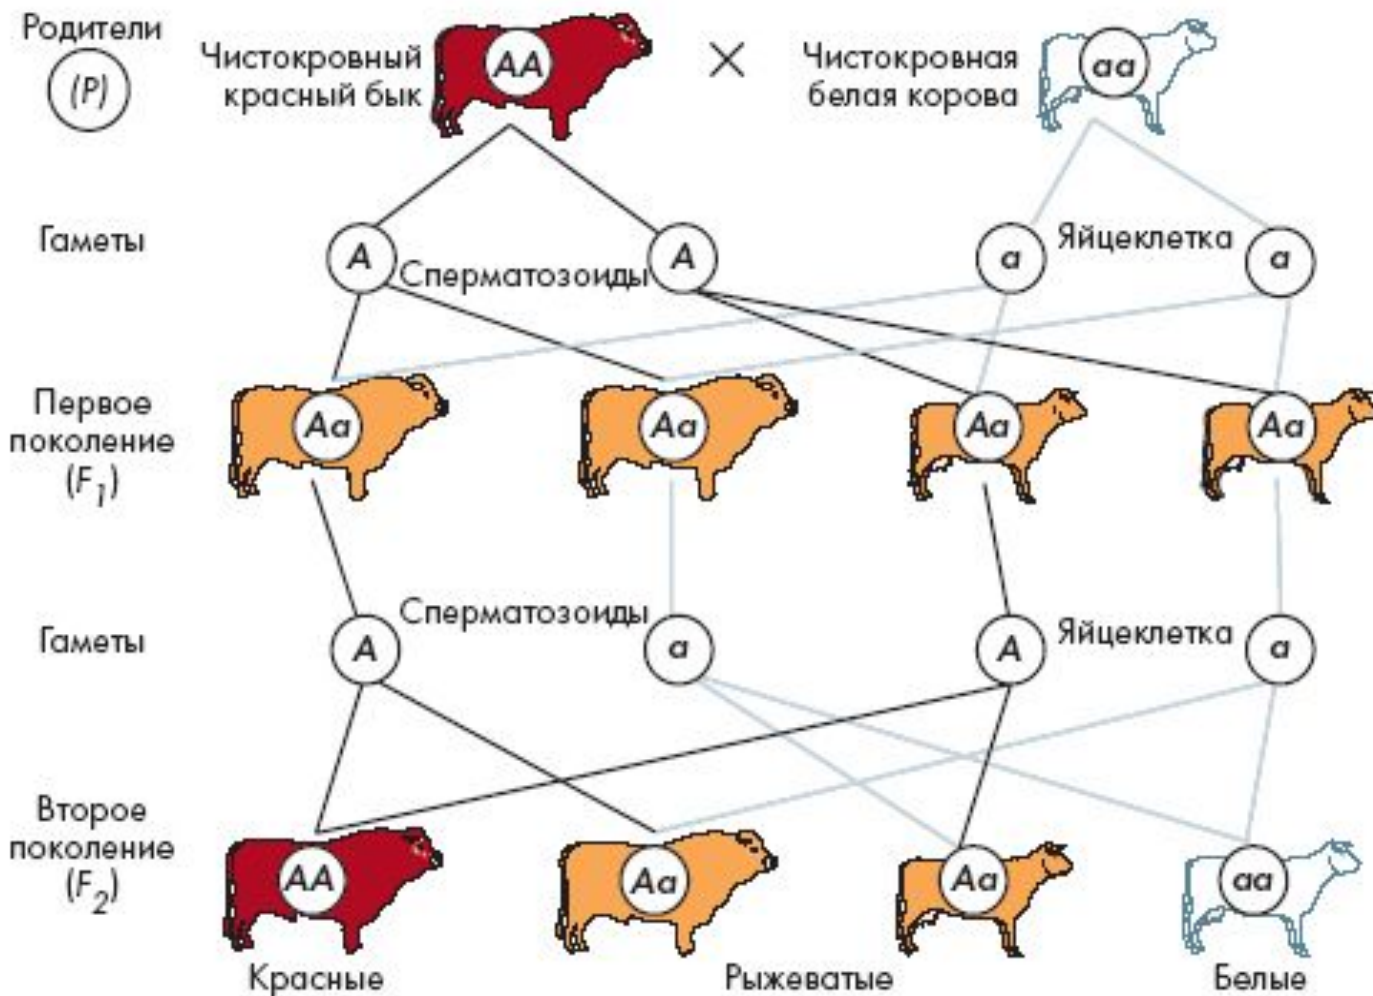 Родители
(P)
Чистокровный
красный бык
AA
×
Чистокровная
белая корова
aa
Гаметы
A
Сперматозоиды
A
a
Яйцеклетка
a
Первое
поколение
(F1)
Aa
Aa
Aa
Aa
Гаметы
A
Сперматозоиды
a
A
Яйцеклетка
a
Второе
поколение
(F2)
AA
Aa
Aa
aa
Красные
Рыжеватые
Белые